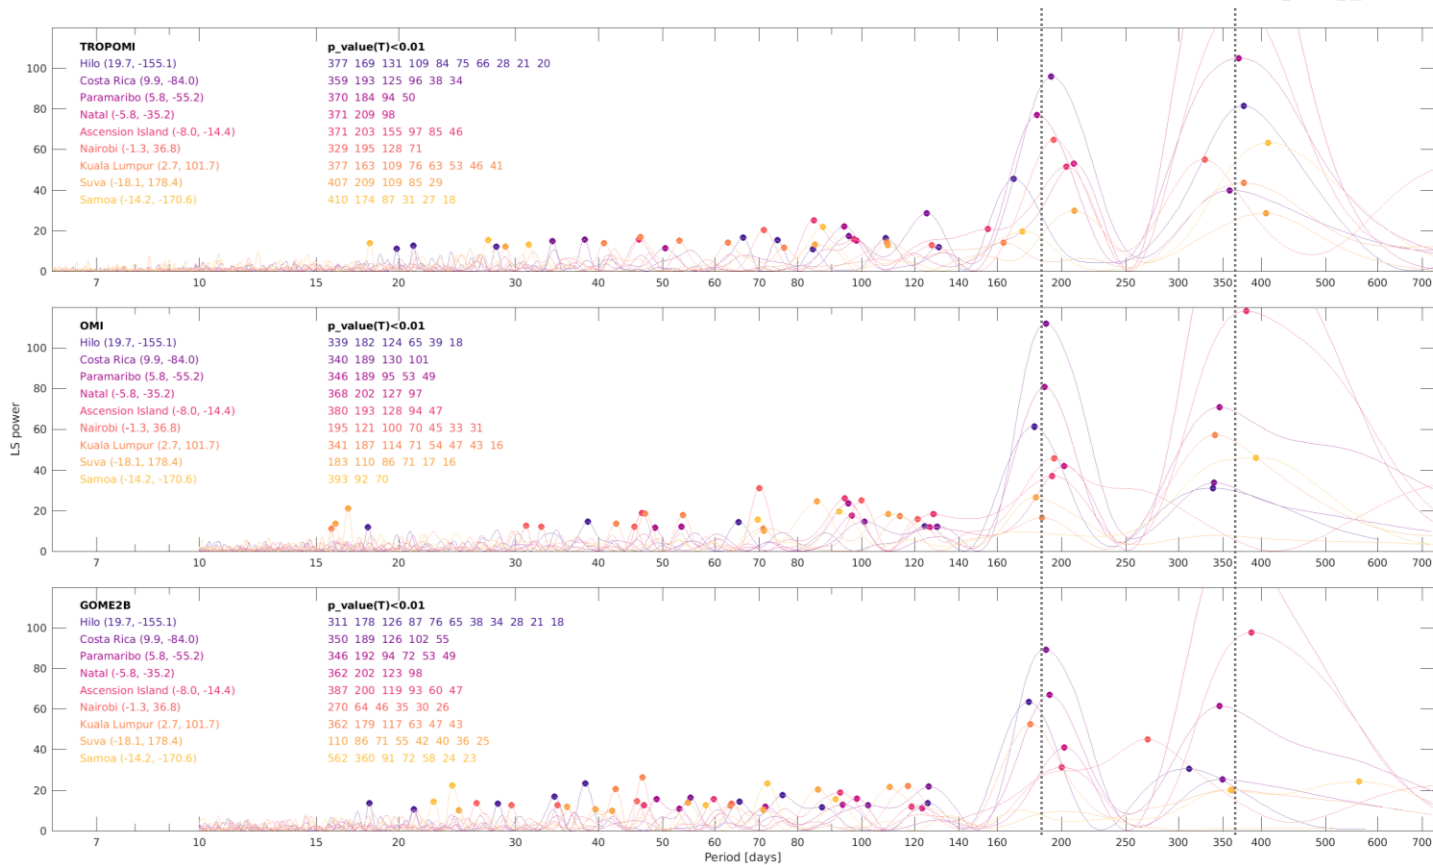 TROPOMI p_value(T)<0.01
Hilo (19.7, -155.1) 377 169 131 109 84 75 66 28 21 20
Costa Rica (9.9, -84.0) 359 193 125 96 38 34
Paramaribo (5.8, -55.2) 370 184 94 50
Natal (-5.8, -35.2) 371 209 98
Ascension Island (-8.0, -14.4) 371 203 155 97 85 46
Nairobi (-1.3, 36.8) 329 195 128 71
Kuala Lumpur (2.7, 101.7) 377 163 109 76 63 53 46 41
Suva (-18.1, 178.4) 407 209 109 85 29
Samoa (-14.2, -170.6) 410 174 87 31 27 18
100
80
60
40
20
0
7 10 15 20 30 40 50 60 70 80 100 120 140 160 200 250 300 350 400 500 600 700
OMI p_value(T)<0.01
Hilo (19.7, -155.1) 339 182 124 65 39 18
Costa Rica (9.9, -84.0) 340 189 130 101
Paramaribo (5.8, -55.2) 346 189 95 53 49
Natal (-5.8, -35.2) 368 202 127 97
Ascension Island (-8.0, -14.4) 380 193 128 94 47
Nairobi (-1.3, 36.8) 195 121 100 70 45 33 31
Kuala Lumpur (2.7, 101.7) 341 187 114 71 54 47 43 16
Suva (-18.1, 178.4) 183 110 86 71 17 16
Samoa (-14.2, -170.6) 393 92 70
LS power
100
80
60
40
20
0
7 10 15 20 30 40 50 60 70 80 100 120 140 160 200 250 300 350 400 500 600 700
GOME2B p_value(T)<0.01
Hilo (19.7, -155.1) 311 178 126 87 76 65 38 34 28 21 18
Costa Rica (9.9, -84.0) 350 189 126 102 55
Paramaribo (5.8, -55.2) 346 192 94 72 53 49
Natal (-5.8, -35.2) 362 202 123 98
Ascension Island (-8.0, -14.4) 387 200 119 93 60 47
Nairobi (-1.3, 36.8) 270 64 46 35 30 26
Kuala Lumpur (2.7, 101.7) 362 179 117 63 47 43
Suva (-18.1, 178.4) 110 86 71 55 42 40 36 25
Samoa (-14.2, -170.6) 562 360 91 72 58 24 23
100
80
60
40
20
0
7 10 15 20 30 40 50 60 70 80 100 120 140 160 200 250 300 350 400 500 600 700
Period [days]